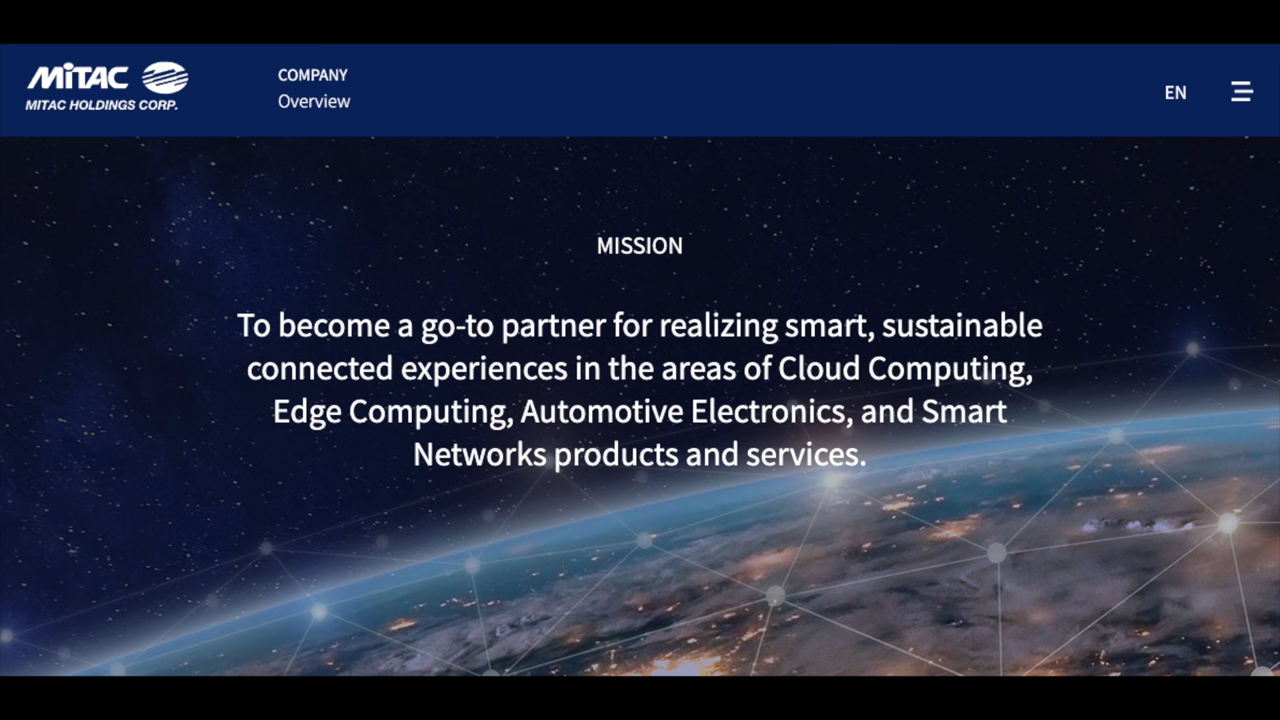 MiTAC
MITAC HOLDINGS CORP.
COMPANY
Overview
EN
MISSION
To become a go-to partner for realizing smart, sustainable
connected experiences in the areas of Cloud Computing,
Edge Computing, Automotive Electronics, and Smart
Networks products and services.